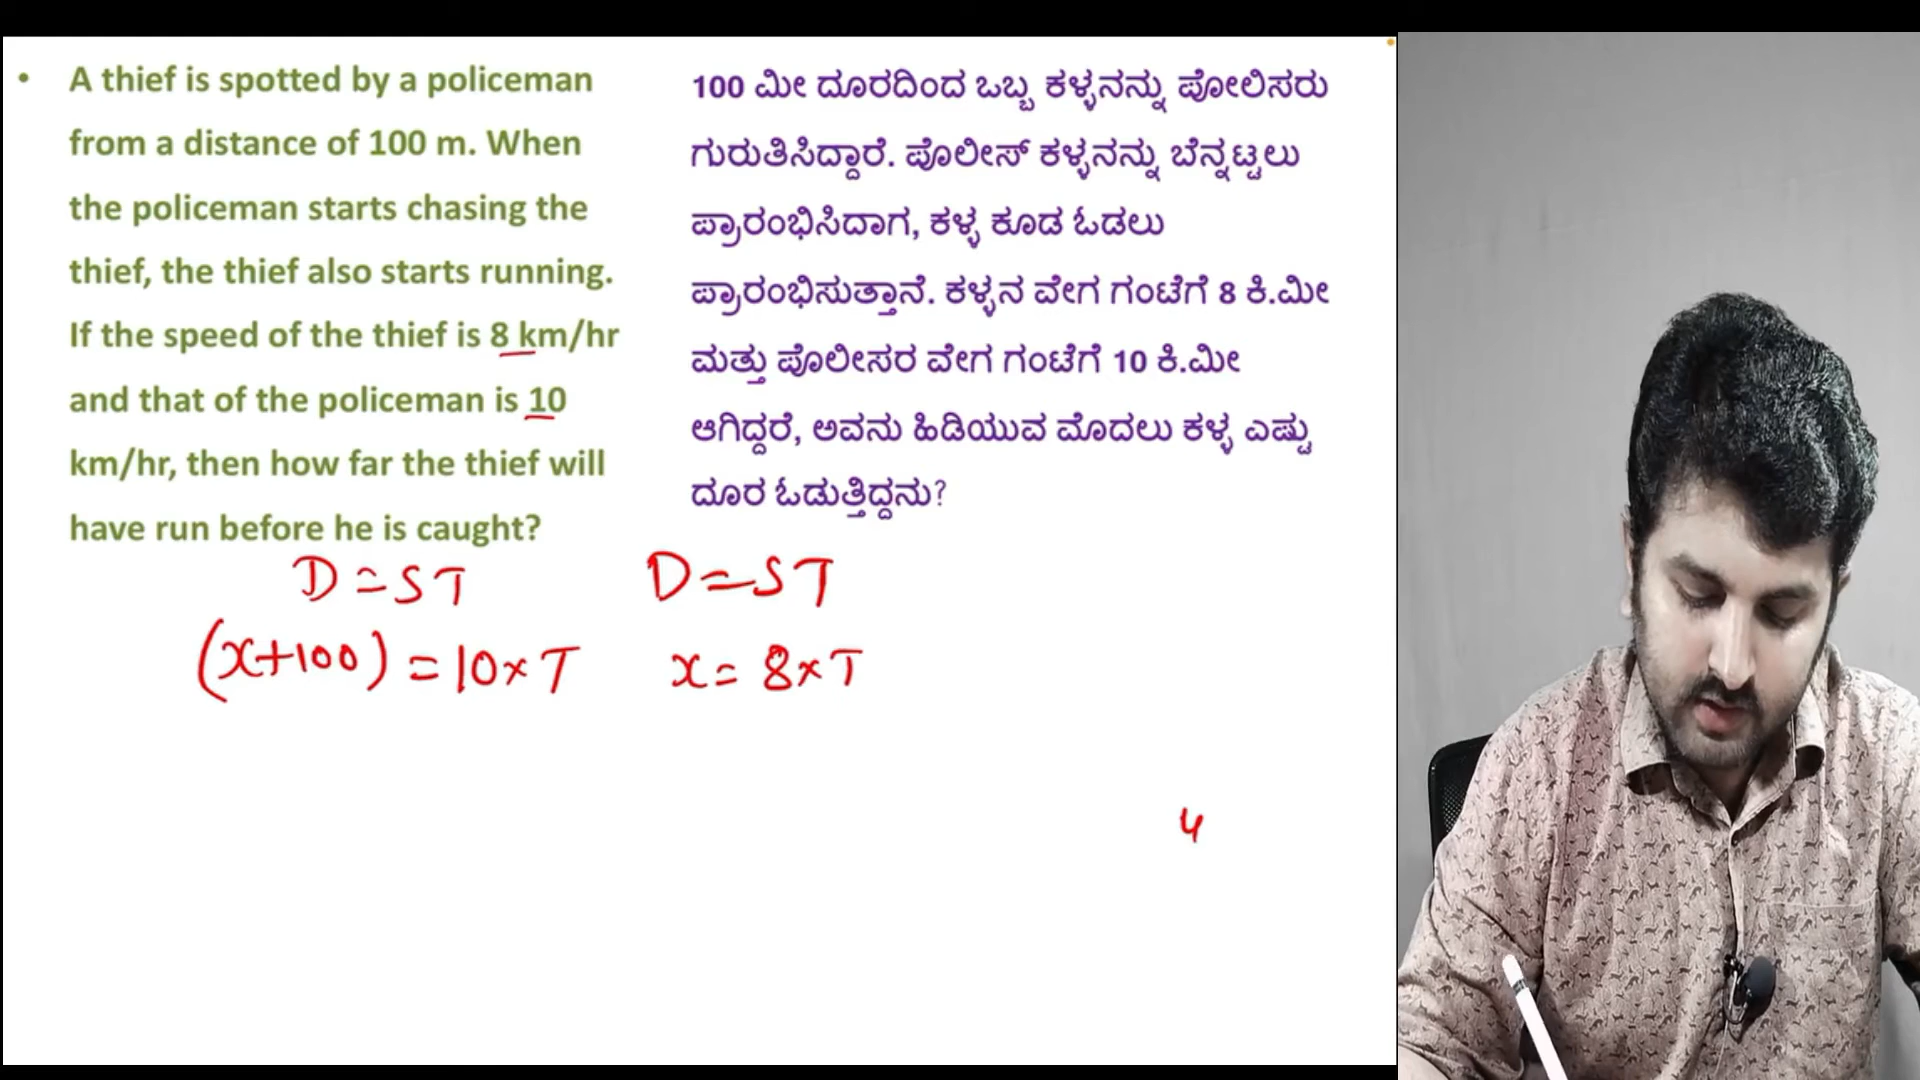 • A thief is spotted by a policeman
from a distance of 100 m. When
the policeman starts chasing the
thief, the thief also starts running.
If the speed of the thief is 8 km/hr
and that of the policeman is 10
km/hr, then how far the thief will
have run before he is caught?
100 ಮೀ ದೂರದಿಂದ ಒಬ್ಬ ಕಳ್ಳನನ್ನು ಪೋಲಿಸರು
ಗುರುತಿಸಿದ್ದಾರೆ. ಪೊಲೀಸ್ ಕಳ್ಳನನ್ನು ಬೆನ್ನಟ್ಟಲು
ಪ್ರಾರಂಭಿಸಿದಾಗ, ಕಳ್ಳ ಕೂಡ ಓಡಲು
ಪ್ರಾರಂಭಿಸುತ್ತಾನೆ. ಕಳ್ಳನ ವೇಗ ಗಂಟೆಗೆ 8 ಕಿ.ಮೀ
ಮತ್ತು ಪೊಲೀಸರ ವೇಗ ಗಂಟೆಗೆ 10 ಕಿ.ಮೀ
ಆಗಿದ್ದರೆ, ಅವನು ಹಿಡಿಯುವ ಮೊದಲು ಕಳ್ಳ ಎಷ್ಟು
ದೂರ ಓಡುತ್ತಿದ್ದನು?
D = ST
(x+100) = 10 × T
D = ST
x = 8 × T
4